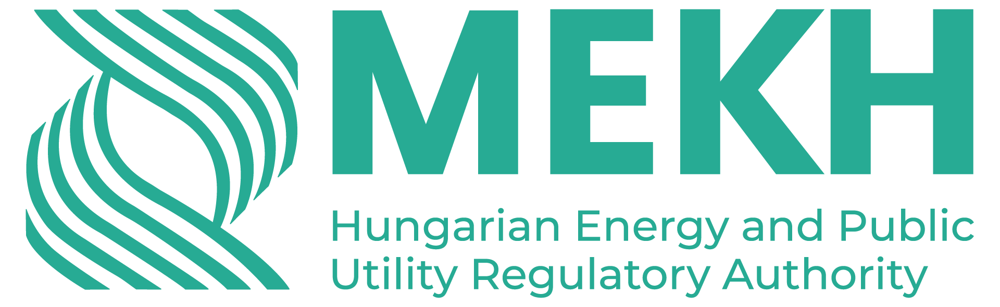 MEKH
Hungarian Energy and Public
Utility Regulatory Authority